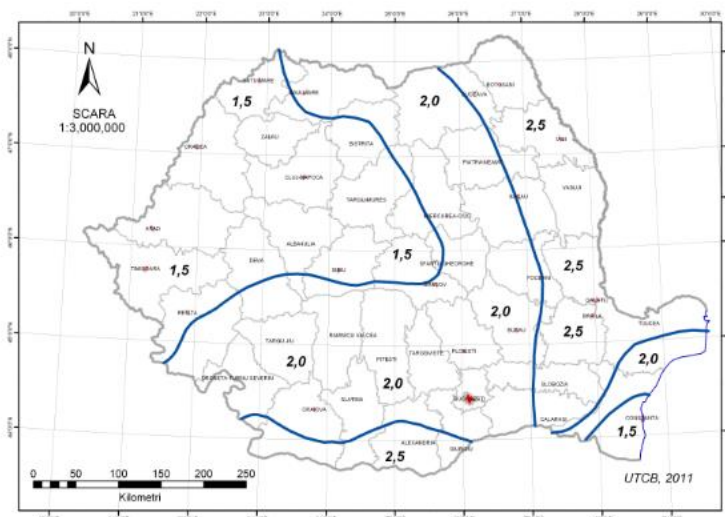 N
SCARA
1:3,000,000
1,5
2,0
2,5
SATU MARE
BAIA MARE
SUCEAVA
BOTOSANI
IASI
ZALAU
BISTRITA
ORADEA
CLUJ-NAPOCA
PIATRA NEAMT
BACAU
VASLUI
TARGU MURES
MIERCUREA-CIUC
ARAD
ALBA IULIA
1,5
SFANTU GHEORGHE
2,5
TIMISOARA
1,5
DEVA
SIBIU
BRASOV
FOCSANI
GALATI
RESITA
2,0
BUZAU
2,5
BRAILA
TULCEA
TARGU JIU
RAMNICU VALCEA
2,0
PITESTI
TARGOVISTE
PLOIESTI
2,0
DROBETA-TURNU SEVERIN
2,0
SLOBOZIA
CRAIOVA
SLATINA
BUCURESTI
CALARASI
CONSTANTA
1,5
ALEXANDRIA
GIURGIU
2,5
0 50 100 150 200 250
Kilometri
UTCB, 2011